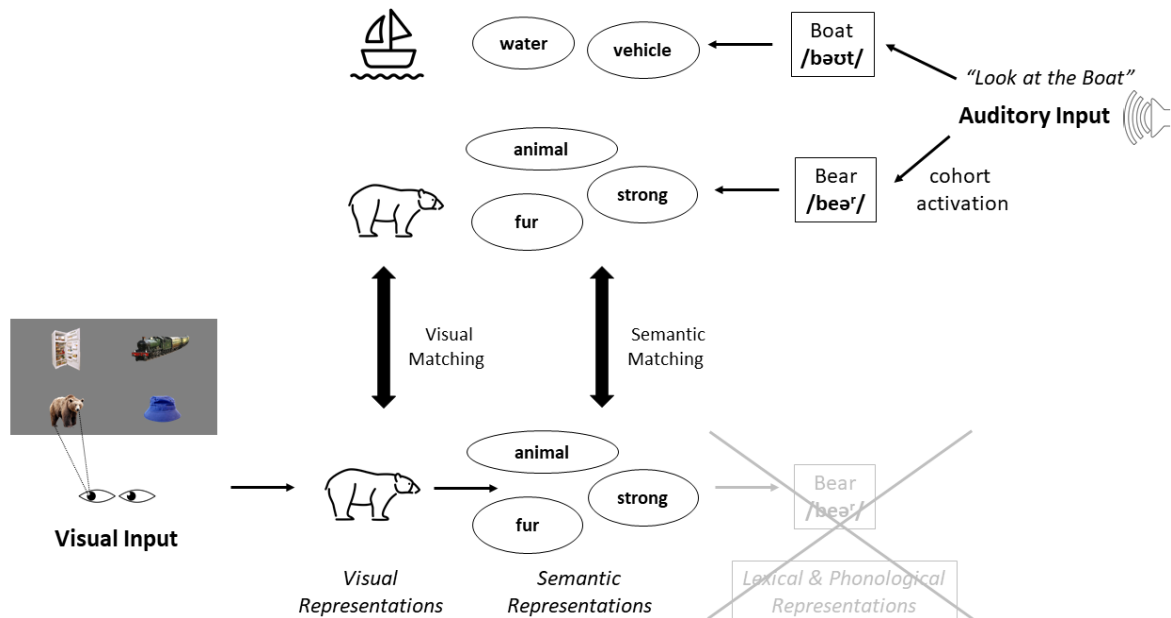 water
vehicle
Boat
/bəʊt/
“Look at the Boat”
Auditory Input
animal
strong
fur
Bear
/beəʳ/
cohort
activation
Visual
Matching
Semantic
Matching
animal
strong
fur
Bear
/beəʳ/
Visual Input
Visual
Representations
Semantic
Representations
Lexical & Phonological
Representations